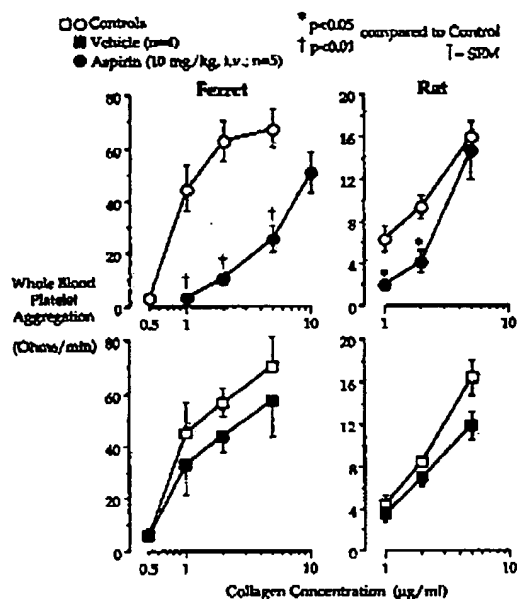 Controls
Vehicle (n=4)
Aspirin (10 mg/kg, i.v.; n=5)
* p<0.05
† p<0.01
compared to Control
I - SEM
Ferret
Rat
80
60
40
20
0
0.5
1
10
20
16
12
8
4
0
1
10
Whole Blood
Platelet
Aggregation
(Ohms/min)
80
60
40
20
0
0.5
1
10
20
16
12
8
4
0
1
10
Collagen Concentration (µg/ml)